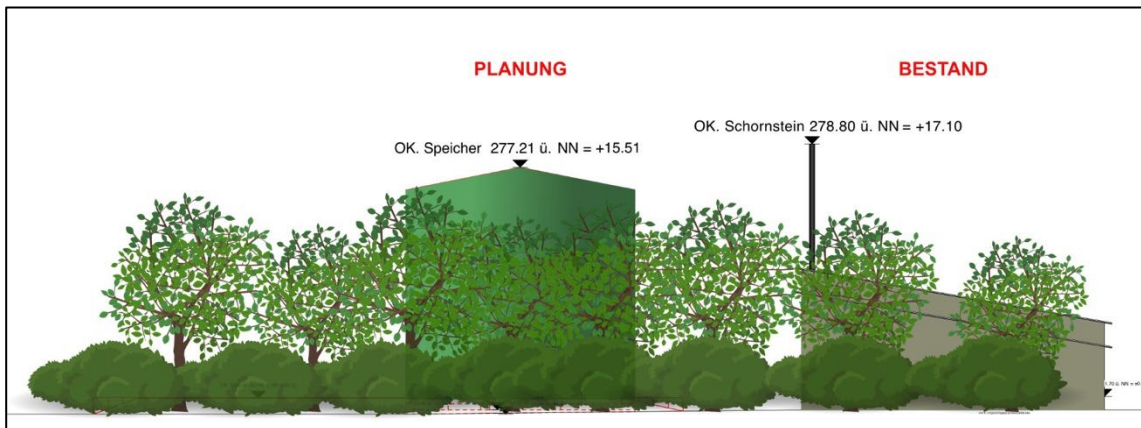 PLANUNG
BESTAND
OK. Schornstein 278.80 ü. NN = +17.10
OK. Speicher 277.21 ü. NN = +15.51